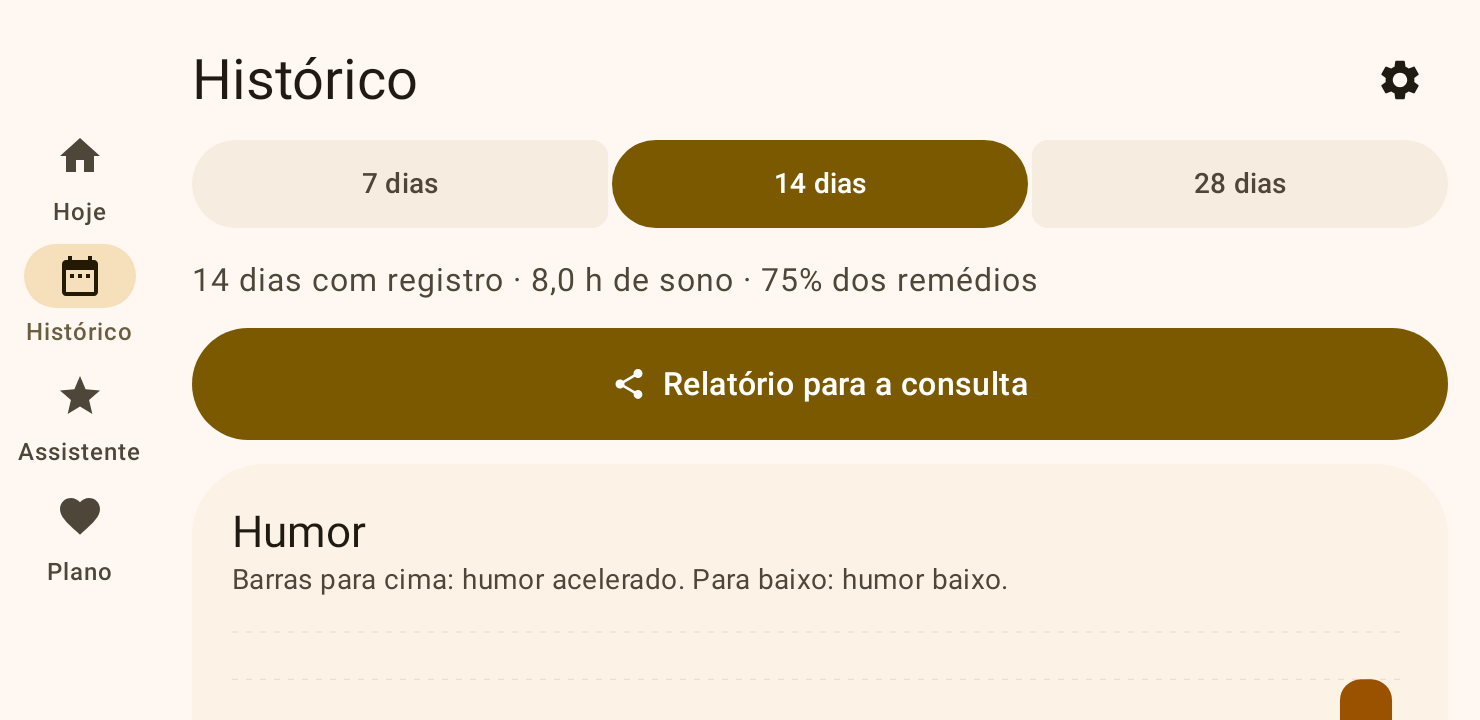 Histórico
7 dias
14 dias
28 dias
14 dias com registro · 8,0 h de sono · 75% dos remédios
Relatório para a consulta
Humor
Barras para cima: humor acelerado. Para baixo: humor baixo.
Hoje
Histórico
Assistente
Plano